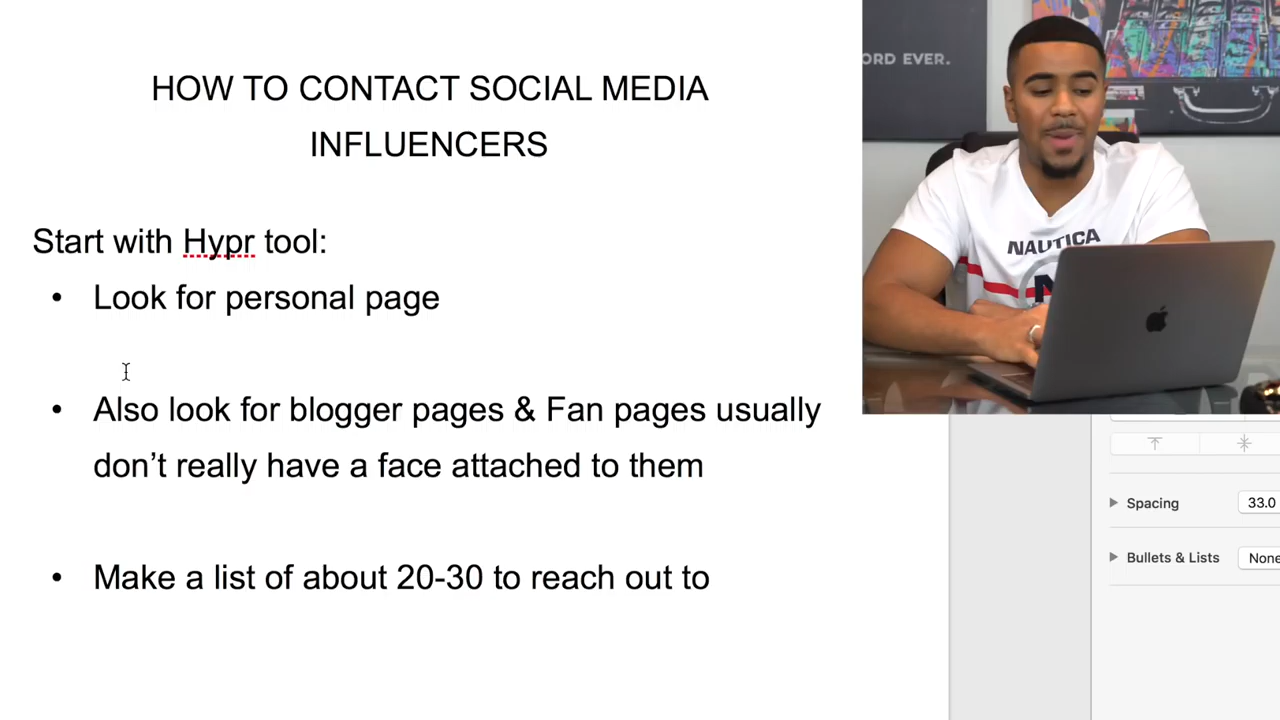 HOW TO CONTACT SOCIAL MEDIA
INFLUENCERS
Start with Hypr tool:
• Look for personal page
• Also look for blogger pages & Fan pages usually
don’t really have a face attached to them
• Make a list of about 20-30 to reach out to
ORD EVER.
NAUTICA
N
Spacing
33.0
Bullets & Lists
None